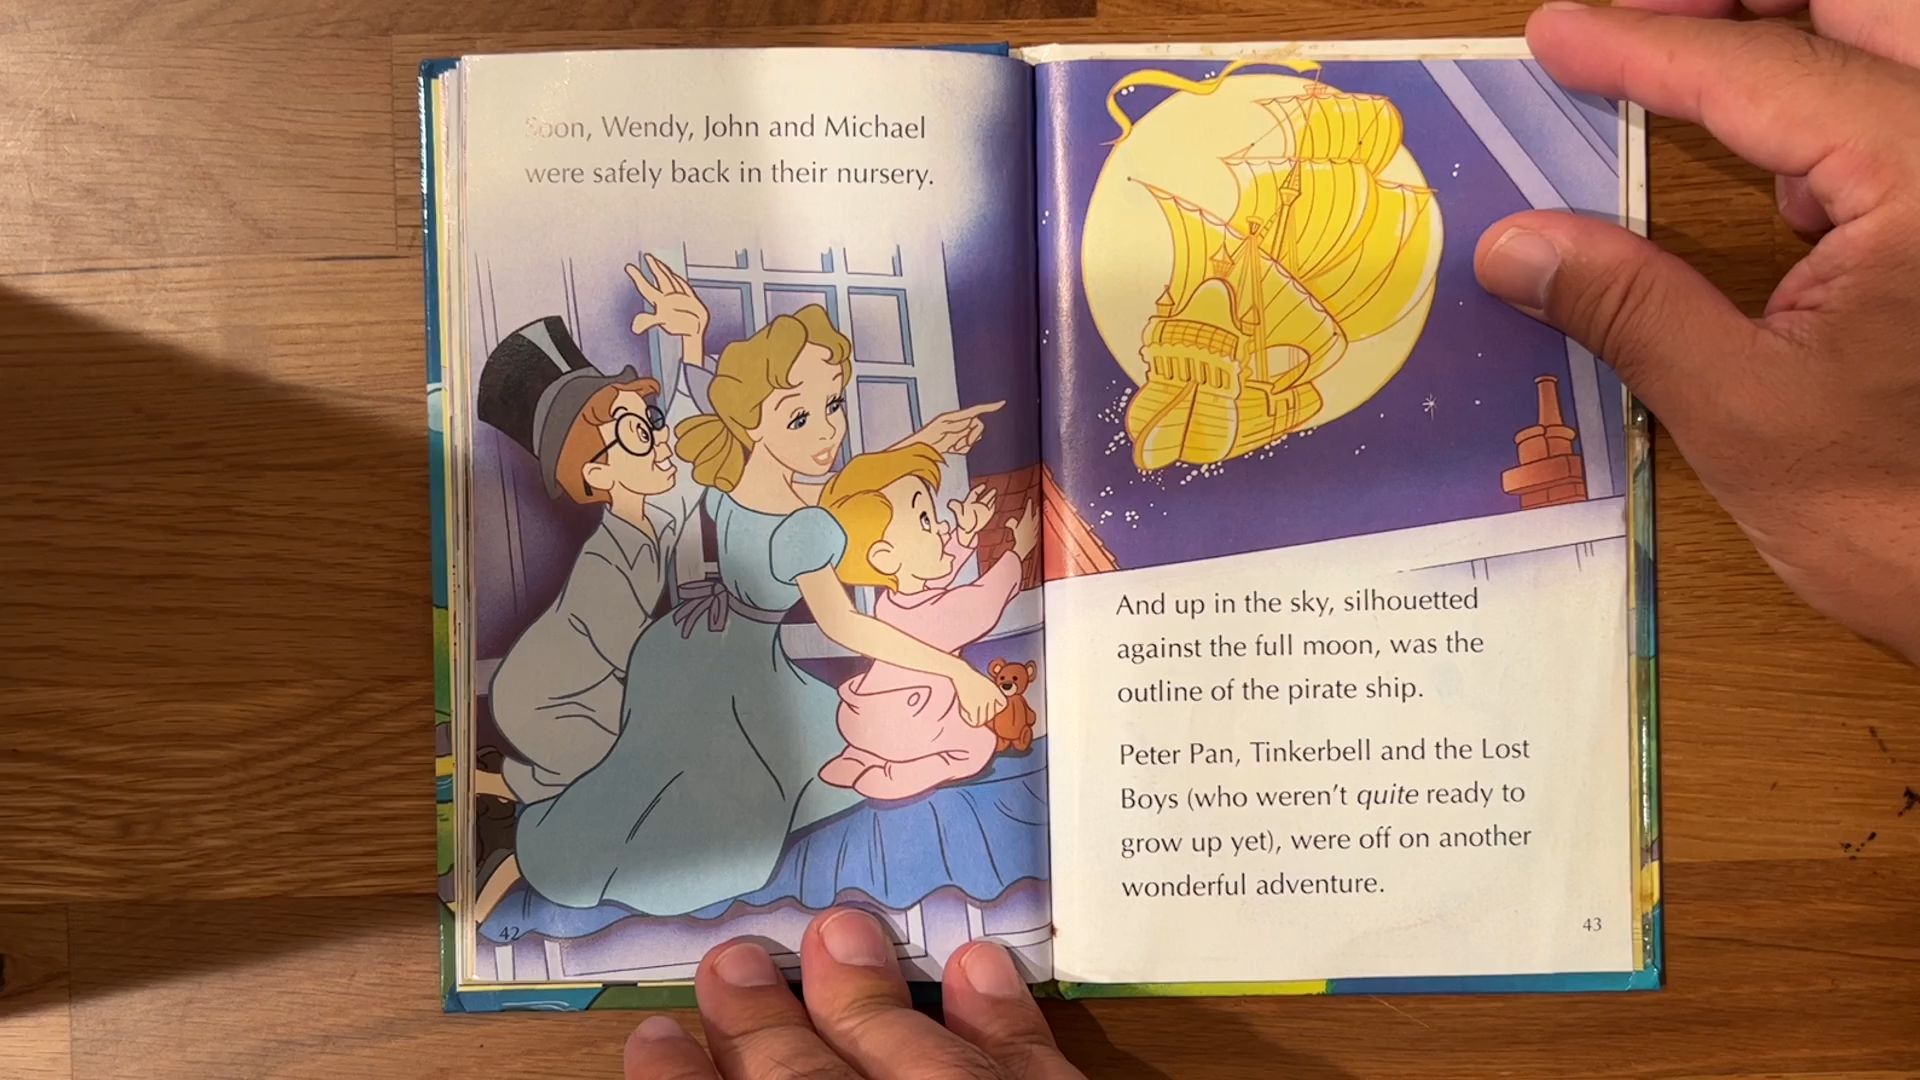 Soon, Wendy, John and Michael
were safely back in their nursery.
42
And up in the sky, silhouetted
against the full moon, was the
outline of the pirate ship.
Peter Pan, Tinkerbell and the Lost
Boys (who weren't quite ready to
grow up yet), were off on another
wonderful adventure.
43